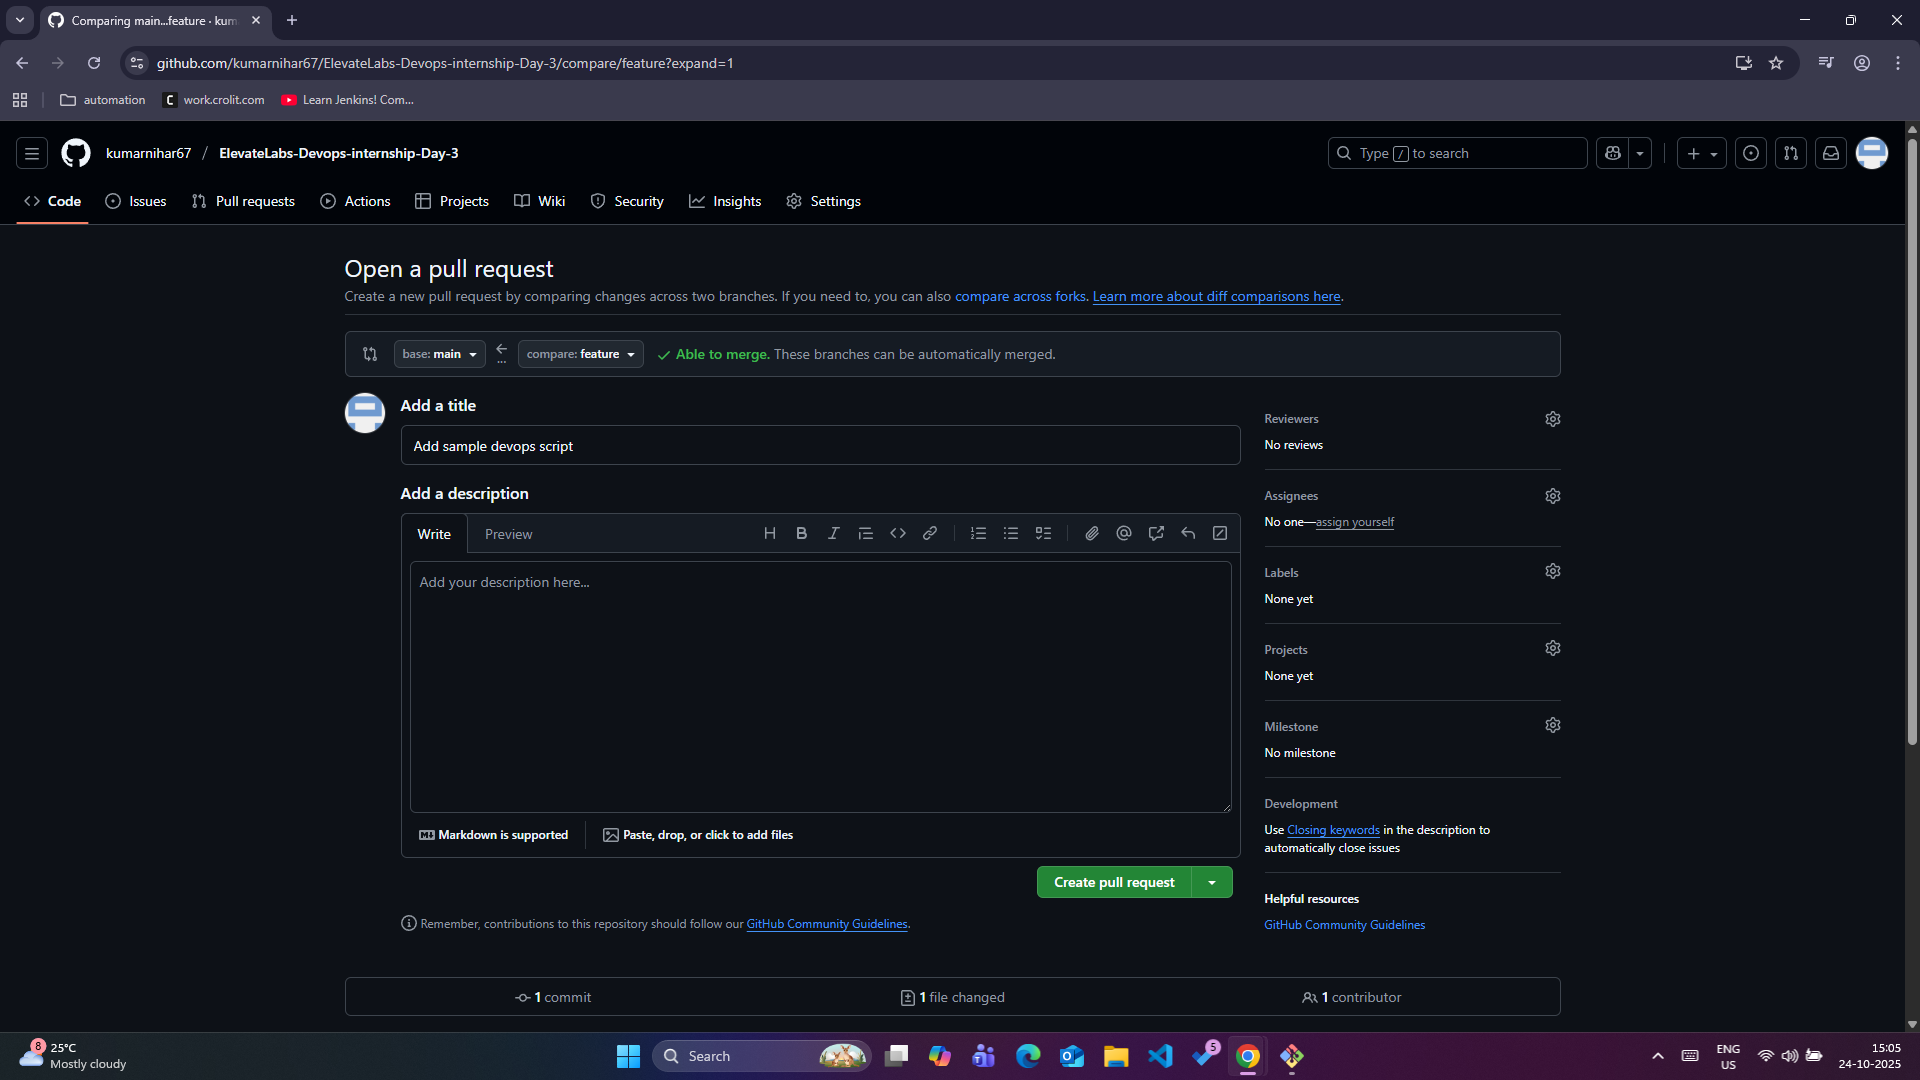 Comparing main...feature · kum
github.com/kumarnihar67/ElevateLabs-Devops-internship-Day-3/compare/feature?expand=1
automation
work.crolit.com
Learn Jenkins! Com...
kumarnihar67 / ElevateLabs-Devops-internship-Day-3
Type / to search
Code
Issues
Pull requests
Actions
Projects
Wiki
Security
Insights
Settings
Open a pull request
Create a new pull request by comparing changes across two branches. If you need to, you can also compare across forks. Learn more about diff comparisons here.
base: main
compare: feature
Able to merge. These branches can be automatically merged.
Add a title
Add sample devops script
Add a description
Write
Preview
Add your description here...
Markdown is supported
Paste, drop, or click to add files
Create pull request
Remember, contributions to this repository should follow our GitHub Community Guidelines.
Reviewers
No reviews
Assignees
No one—assign yourself
Labels
None yet
Projects
None yet
Milestone
No milestone
Development
Use Closing keywords in the description to
automatically close issues
Helpful resources
GitHub Community Guidelines
1 commit
1 file changed
1 contributor
8
25°C
Mostly cloudy
Search
5
ENG
US
15:05
24-10-2025